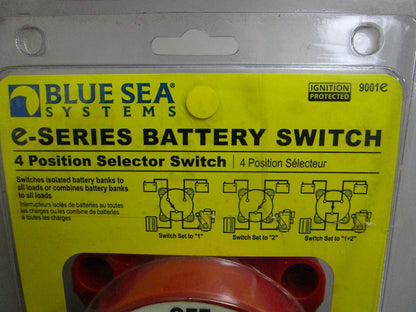 BLUE SEA®
SYSTEMS
IGNITION
PROTECTED
9001e
e-SERIES BATTERY SWITCH
4 Position Selector Switch | 4 Position Sélecteur
Switches isolated battery banks to
all loads or combines battery banks
to all loads
Interrupteurs isolés de batteries au toutes
les charges ou les combine de batteries
à toutes les charges
Switch Set to "1"
Switch Set to "2"
Switch Set to "1+2"
OFF